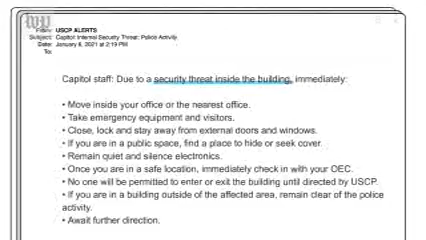 wp
From: USCP ALERTS
Subject: Capitol: Internal Security Threat: Police Activity
Date: January 6, 2021 at 2:19 PM
To:
Capitol staff: Due to a security threat inside the building, immediately:
• Move inside your office or the nearest office.
• Take emergency equipment and visitors.
• Close, lock and stay away from external doors and windows.
• If you are in a public space, find a place to hide or seek cover.
• Remain quiet and silence electronics.
• Once you are in a safe location, immediately check in with your OEC.
• No one will be permitted to enter or exit the building until directed by USCP.
• If you are in a building outside of the affected area, remain clear of the police
activity.
• Await further direction.